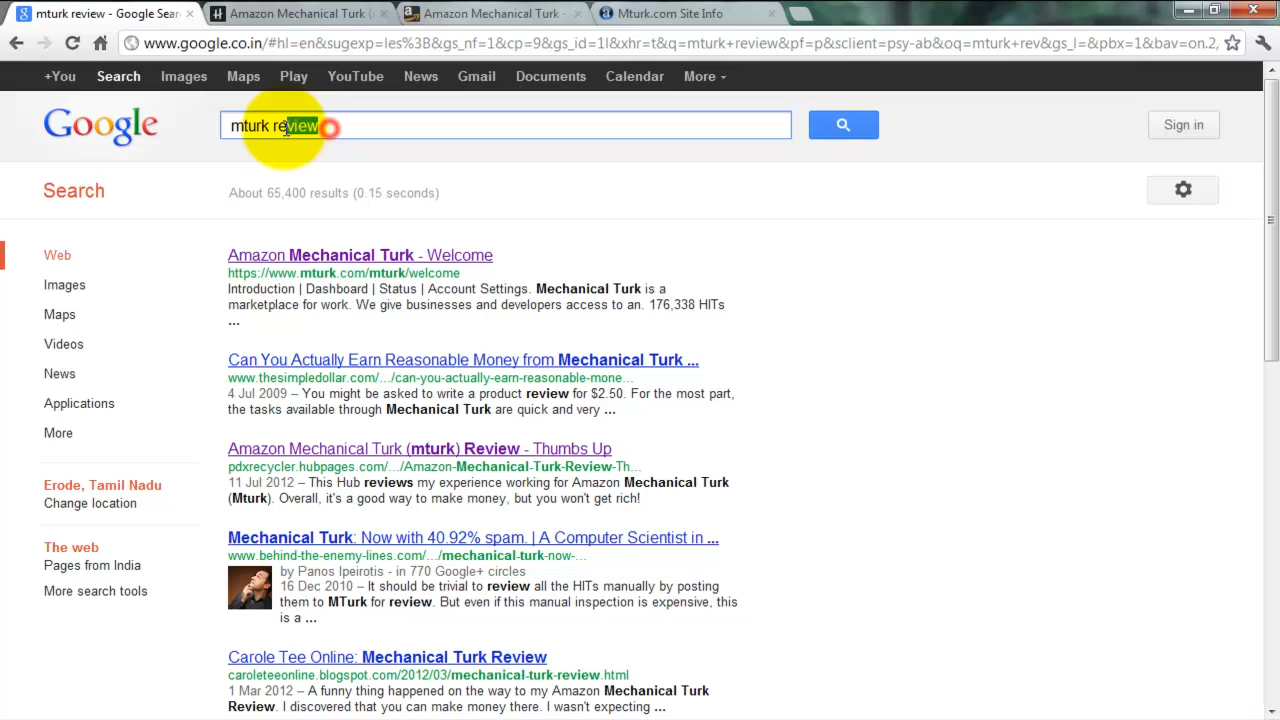 mturk review - Google Sear
Amazon Mechanical Turk (
Amazon Mechanical Turk -
Mturk.com Site Info
www.google.co.in/#hl=en&sugexp=les%3B&gs_nf=1&cp=9&gs_id=1l&xhr=t&q=mturk+review&pf=p&sclient=psy-ab&oq=mturk+rev&gs_l=&pbx=1&bav=on.2,
+You Search Images Maps Play YouTube News Gmail Documents Calendar More
Google
mturk review
Sign in
Search
About 65,400 results (0.15 seconds)
Web
Images
Maps
Videos
News
Applications
More
Erode, Tamil Nadu
Change location
The web
Pages from India
More search tools
Amazon Mechanical Turk - Welcome
https://www.mturk.com/mturk/welcome
Introduction | Dashboard | Status | Account Settings. Mechanical Turk is a
marketplace for work. We give businesses and developers access to an. 176,338 HITs
...
Can You Actually Earn Reasonable Money from Mechanical Turk ...
www.thesimpledollar.com/.../can-you-actually-earn-reasonable-mone...
4 Jul 2009 – You might be asked to write a product review for $2.50. For the most part,
the tasks available through Mechanical Turk are quick and very ...
Amazon Mechanical Turk (mturk) Review - Thumbs Up
pdxrecycler.hubpages.com/.../Amazon-Mechanical-Turk-Review-Th...
11 Jul 2012 – This Hub reviews my experience working for Amazon Mechanical Turk
(Mturk). Overall, it's a good way to make money, but you won't get rich!
Mechanical Turk: Now with 40.92% spam. | A Computer Scientist in ...
www.behind-the-enemy-lines.com/.../mechanical-turk-now-...
by Panos Ipeirotis - in 770 Google+ circles
16 Dec 2010 – It should be trivial to review all the HITs manually by posting
them to MTurk for review. But even if this manual inspection is expensive, this
is a ...
Carole Tee Online: Mechanical Turk Review
caroleteeonline.blogspot.com/2012/03/mechanical-turk-review.html
1 Mar 2012 – A funny thing happened on the way to my Amazon Mechanical Turk
Review. I discovered that you can make money there. I wasn't expecting ...